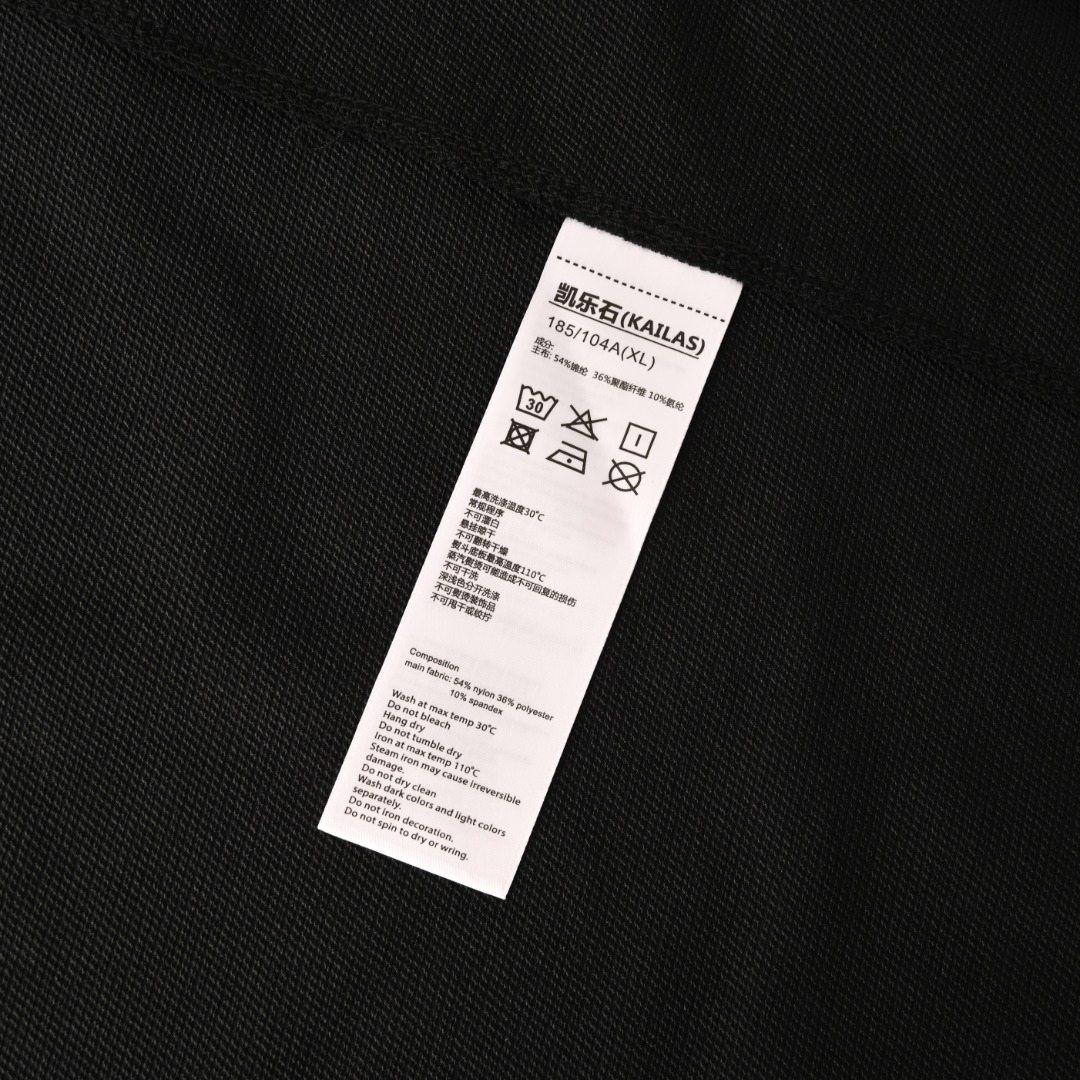 凯乐石(KAILAS)
185/104A(XL)
成分:
主布: 54%锦纶 36%聚酯纤维 10%氨纶
30
最高洗涤温度30℃
常规程序
不可漂白
悬挂晾干
不可翻转干燥
熨斗底板最高温度110℃
蒸汽熨烫可能造成不可回复的损伤
不可干洗
深浅色分开洗涤
不可熨烫装饰品
不可甩干或绞拧
Composition
main fabric: 54% nylon 36% polyester
10% spandex
Wash at max temp 30℃
Do not bleach
Hang dry
Do not tumble dry
Iron at max temp 110℃
Steam iron may cause irreversible
damage.
Do not dry clean
Wash dark colors and light colors
separately.
Do not iron decoration.
Do not spin to dry or wring.